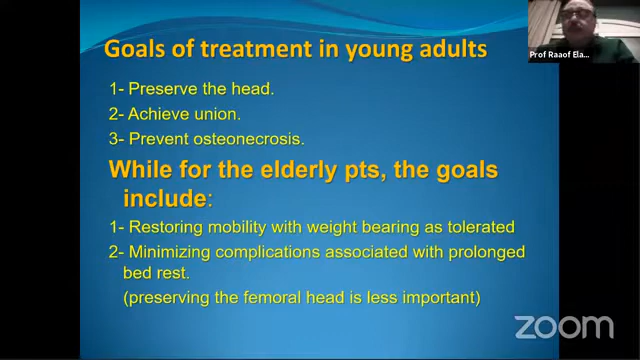 Goals of treatment in young adults
Prof Raaof Ela...
1- Preserve the head.
2- Achieve union.
3- Prevent osteonecrosis.
While for the elderly pts, the goals
include:
1- Restoring mobility with weight bearing as tolerated
2- Minimizing complications associated with prolonged
bed rest.
(preserving the femoral head is less important)
zoom